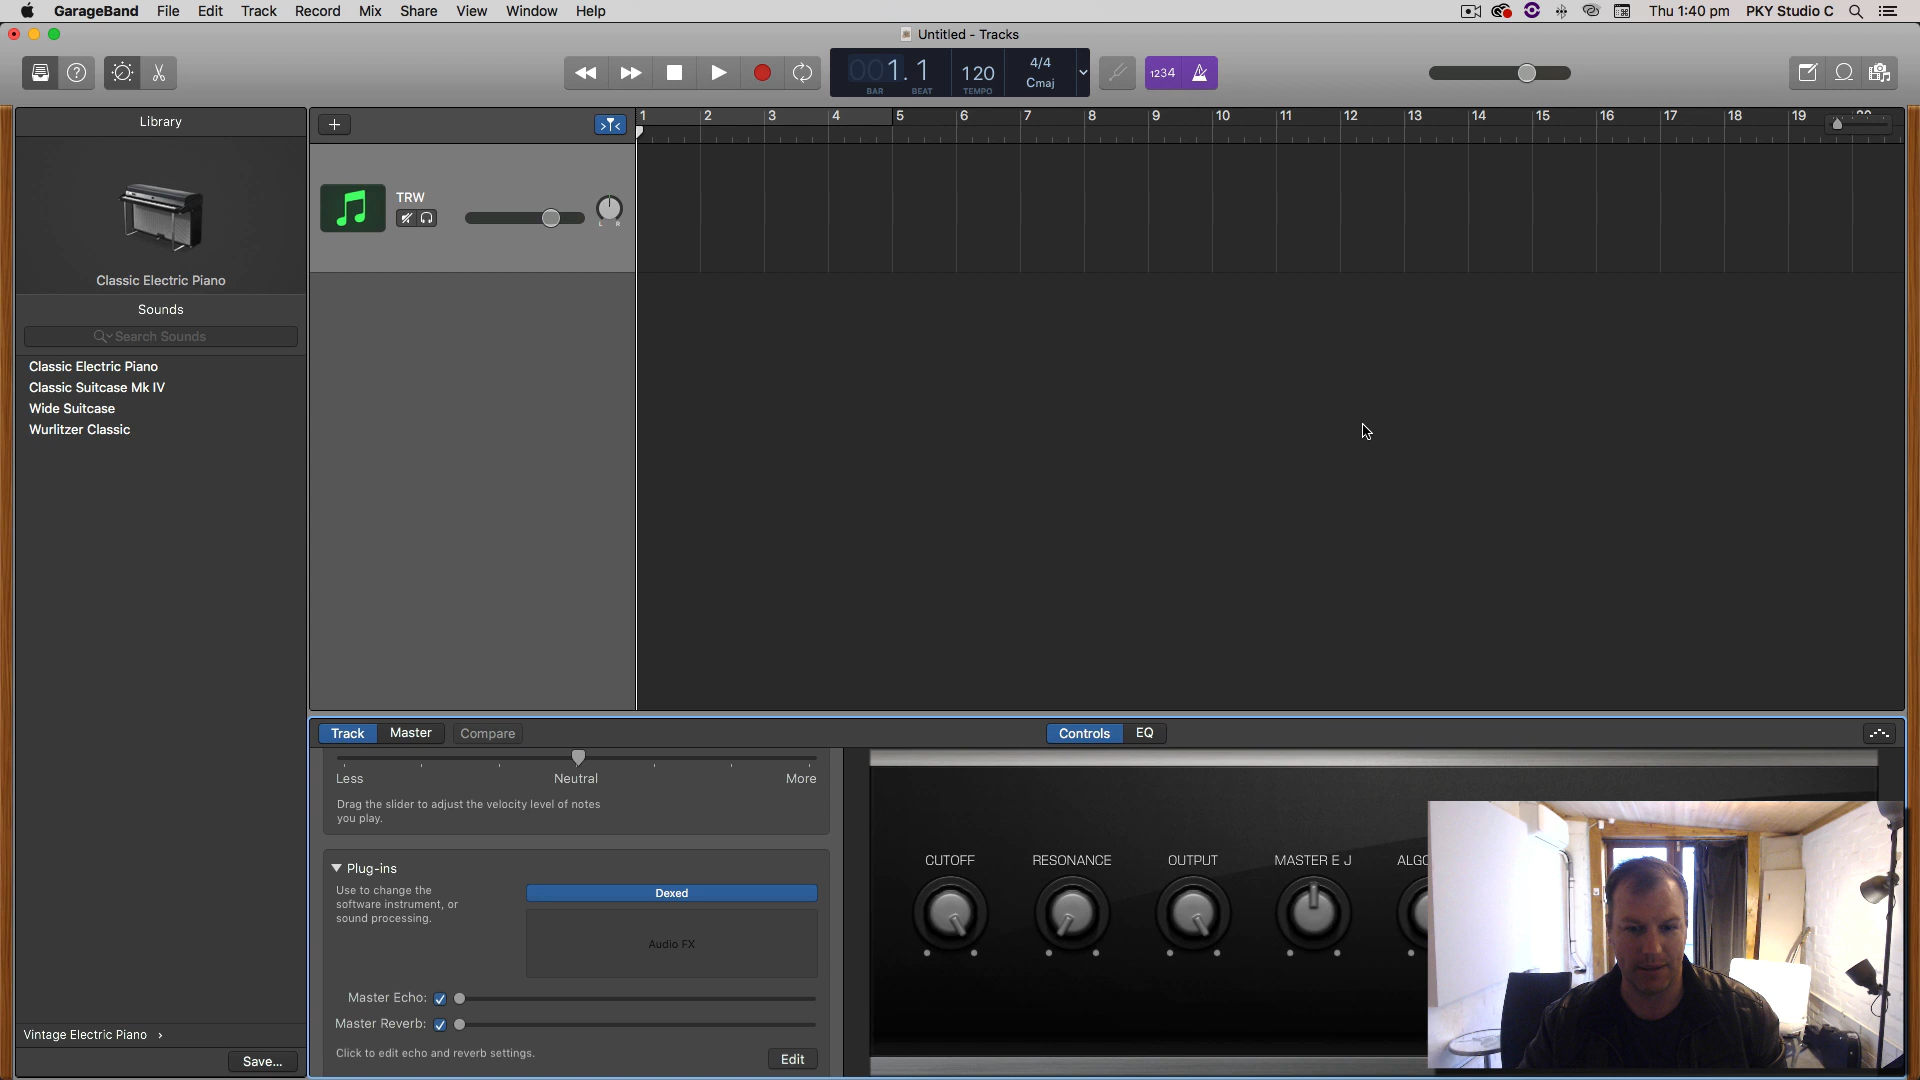 GarageBand File Edit Track Record Mix Share View Window Help
Thu 1:40 pm PKY Studio C
Untitled - Tracks
001. 1
BAR BEAT
120
TEMPO
4/4
Cmaj
1234
Library
Classic Electric Piano
Sounds
Search Sounds
Classic Electric Piano
Classic Suitcase Mk IV
Wide Suitcase
Wurlitzer Classic
Vintage Electric Piano
Save...
1 2 3 4 5 6 7 8 9 10 11 12 13 14 15 16 17 18 19 20
TRW
L R
Track Master Compare
Controls EQ
Less Neutral More
Drag the slider to adjust the velocity level of notes
you play.
Plug-ins
Use to change the
software instrument, or
sound processing.
Dexed
Audio FX
Master Echo:
Master Reverb:
Click to edit echo and reverb settings.
Edit
CUTOFF RESONANCE OUTPUT MASTER E J ALGO